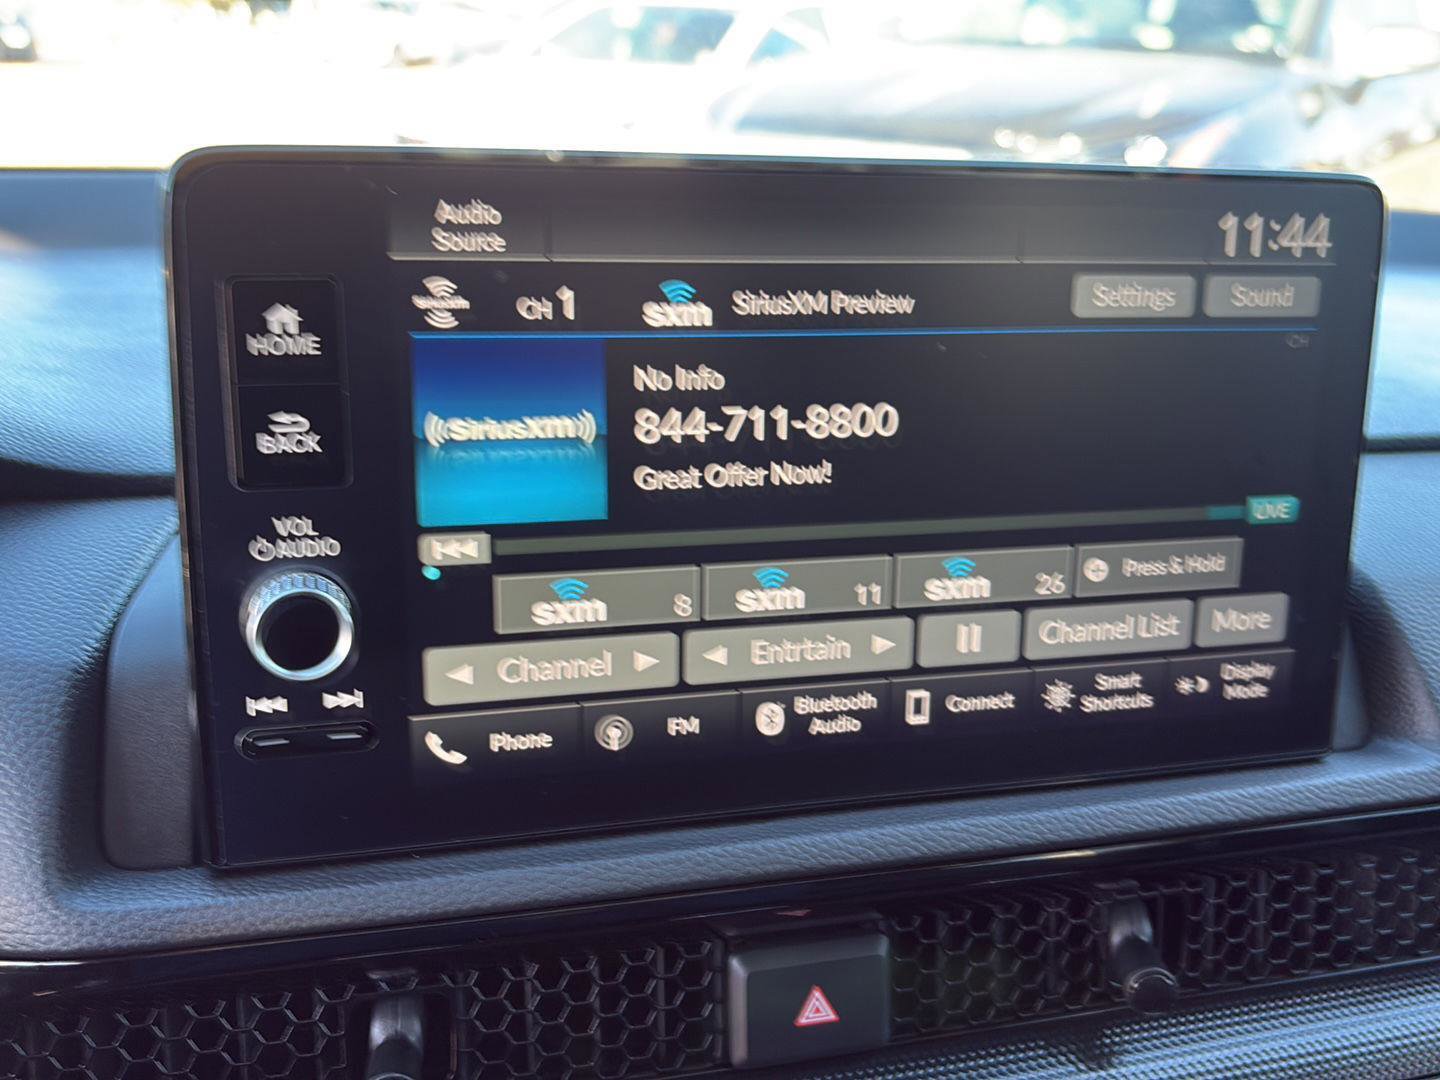 Audio
Source
11:44
SiriusXM
CH 1
sxm
SiriusXM Preview
Settings
Sound
HOME
BACK
VOL
AUDIO
CH
((SiriusXM))
No Info
844-711-8800
Great Offer Now!
LIVE
sxm 8
sxm 11
sxm 26
Press & Hold
Channel
Entrtain
Channel List
More
Phone
FM
Bluetooth
Audio
Connect
Smart
Shortcuts
Display
Mode